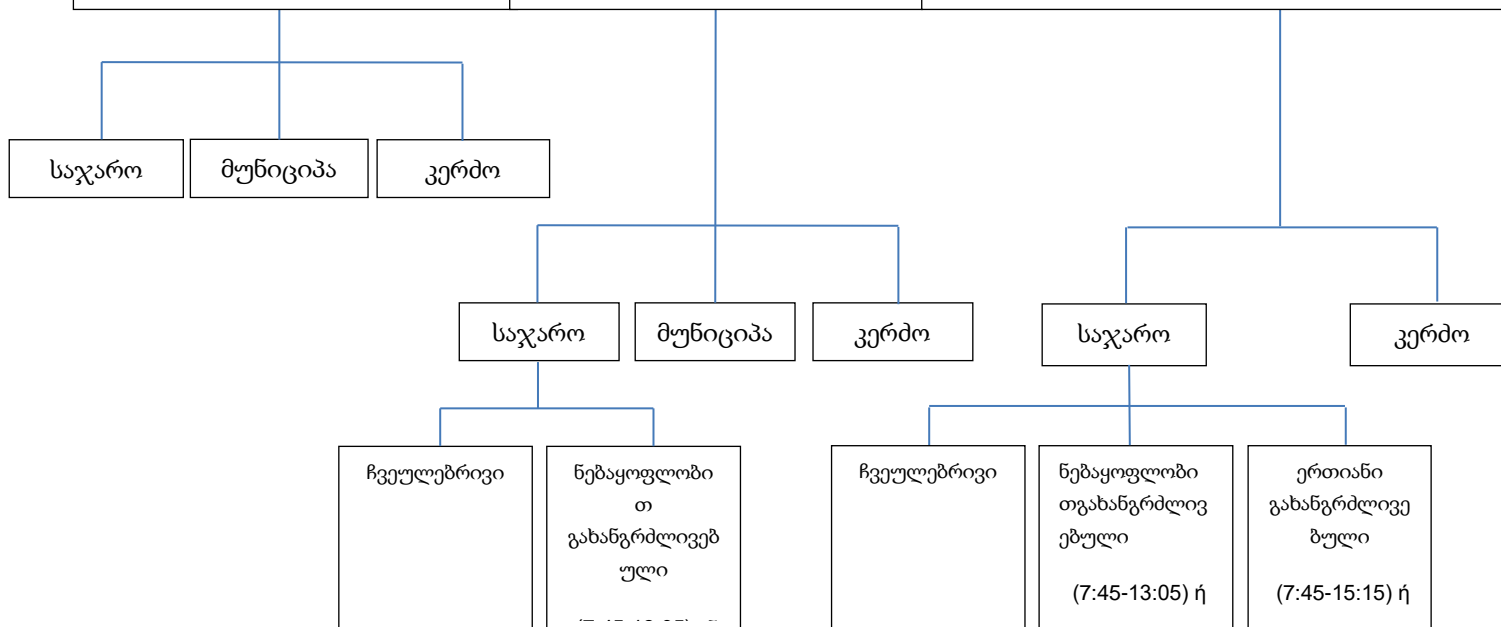 საჯარო
მუნიციპა
კერძო
საჯარო
მუნიციპა
კერძო
საჯარო
კერძო
ჩვეულებრივი
ნებაყოფლობი
თ
გახანგრძლივებ
ული
ჩვეულებრივი
ნებაყოფლობი
თგახანგრძლივ
ებული
(7:45-13:05) ή
ერთიანი
გახანგრძლივე
ბული
(7:45-15:15) ή